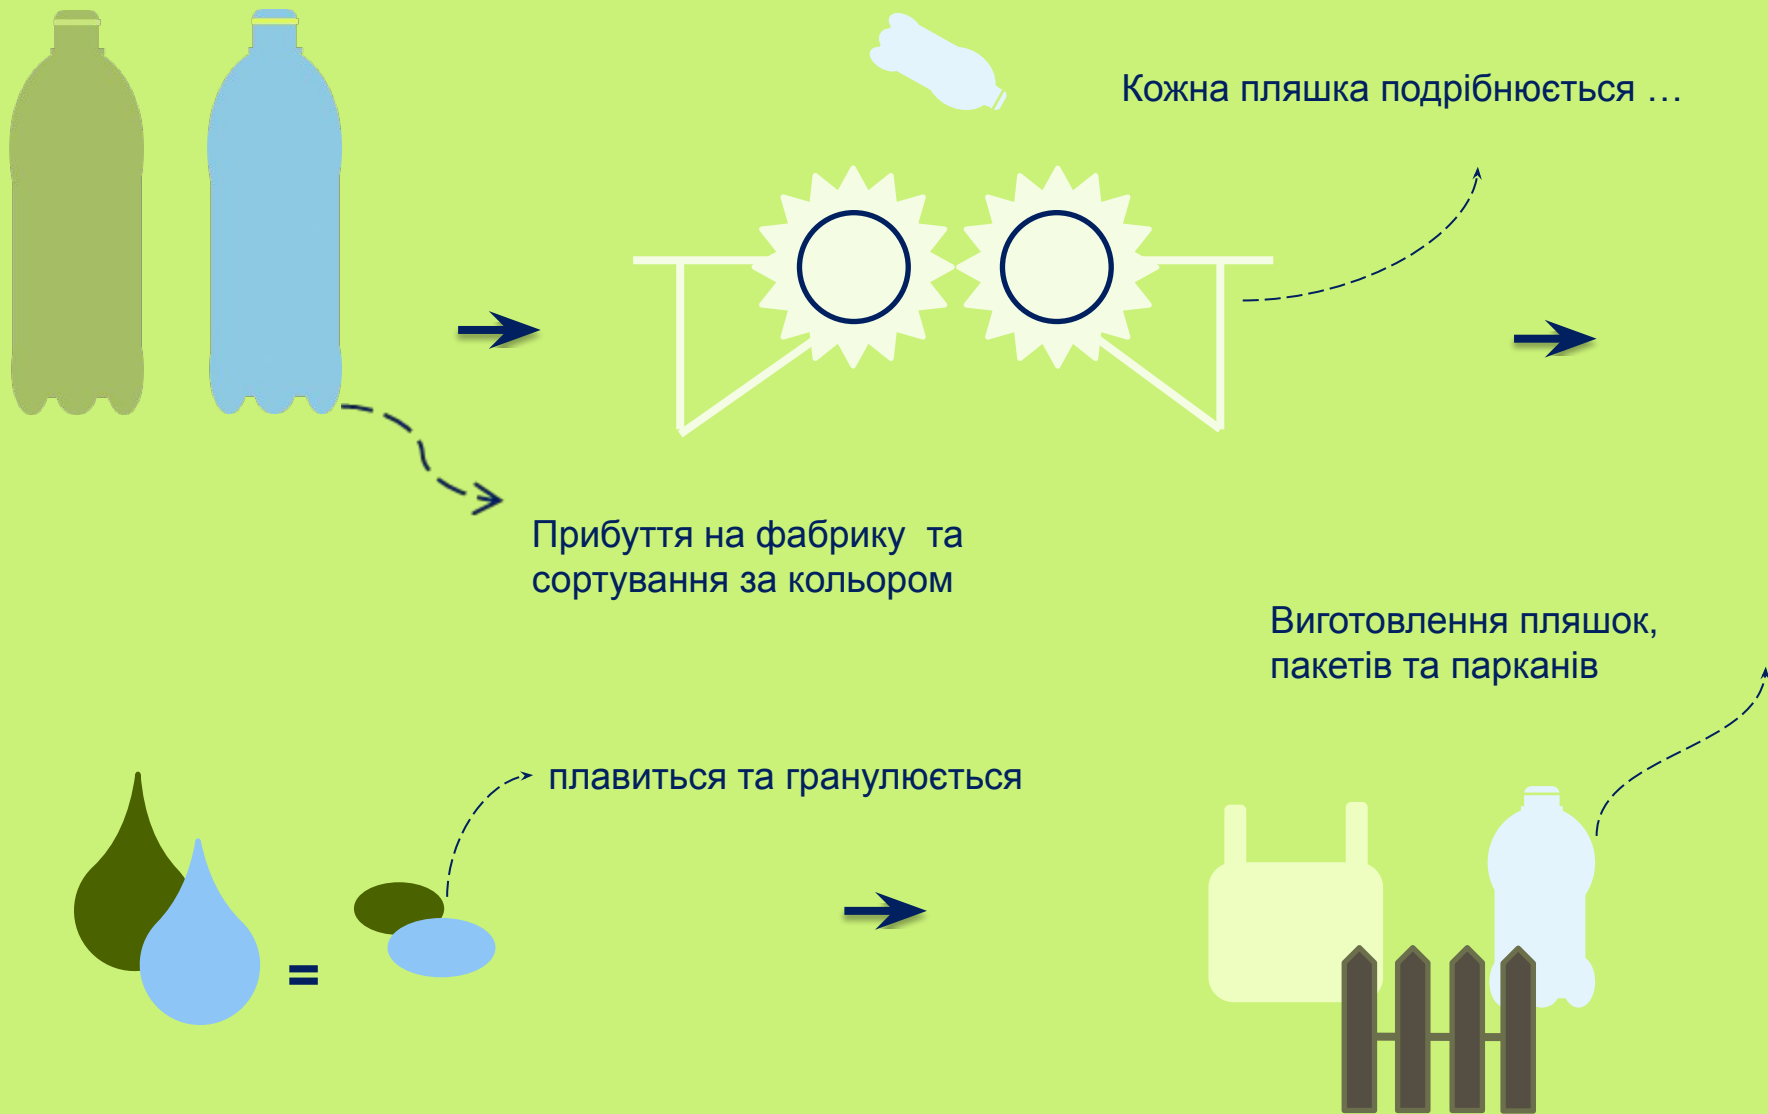 Кожна пляшка подрібнюється …
Прибуття на фабрику  та
сортування за кольором
Виготовлення пляшок,
пакетів та парканів
плавиться та гранулюється
=